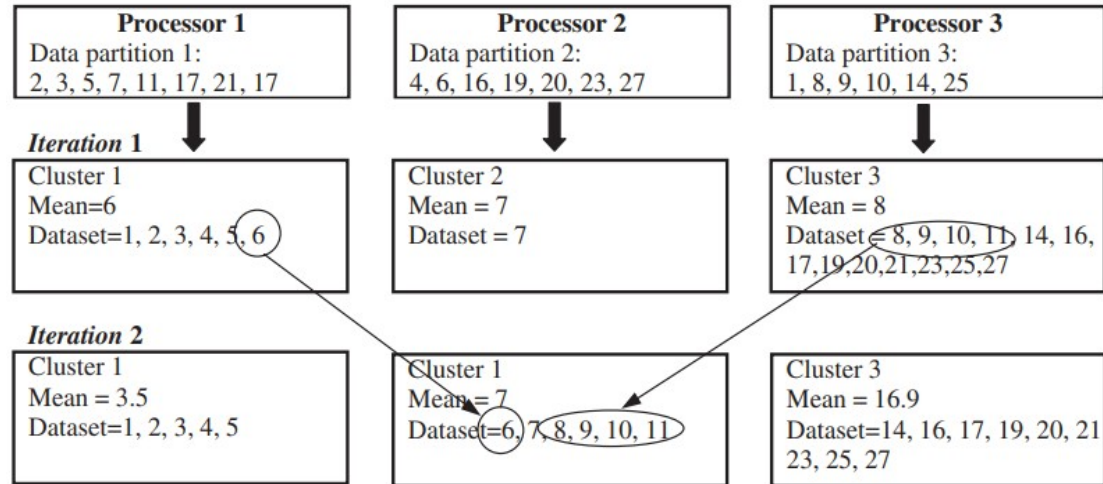 Processor 1
Data partition 1:
2, 3, 5, 7, 11, 17, 21, 17
Processor 2
Data partition 2:
4, 6, 16, 19, 20, 23, 27
Processor 3
Data partition 3:
1, 8, 9, 10, 14, 25
Iteration 1
Cluster 1
Mean=6
Dataset=1, 2, 3, 4, 5, 6
Cluster 2
Mean = 7
Dataset = 7
Cluster 3
Mean = 8
Dataset = 8, 9, 10, 11, 14, 16,
17,19,20,21,23,25,27
Iteration 2
Cluster 1
Mean = 3.5
Dataset=1, 2, 3, 4, 5
Cluster 1
Mean = 7
Dataset=6, 7, 8, 9, 10, 11
Cluster 3
Mean = 16.9
Dataset=14, 16, 17, 19, 20, 21
23, 25, 27